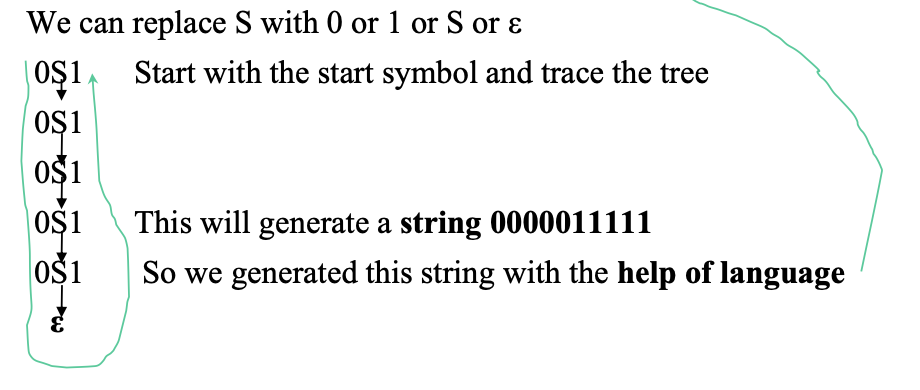 We can replace S with 0 or 1 or S or ε
0S1 Start with the start symbol and trace the tree
0S1
0S1
0S1 This will generate a string 0000011111
0S1 So we generated this string with the help of language
ε